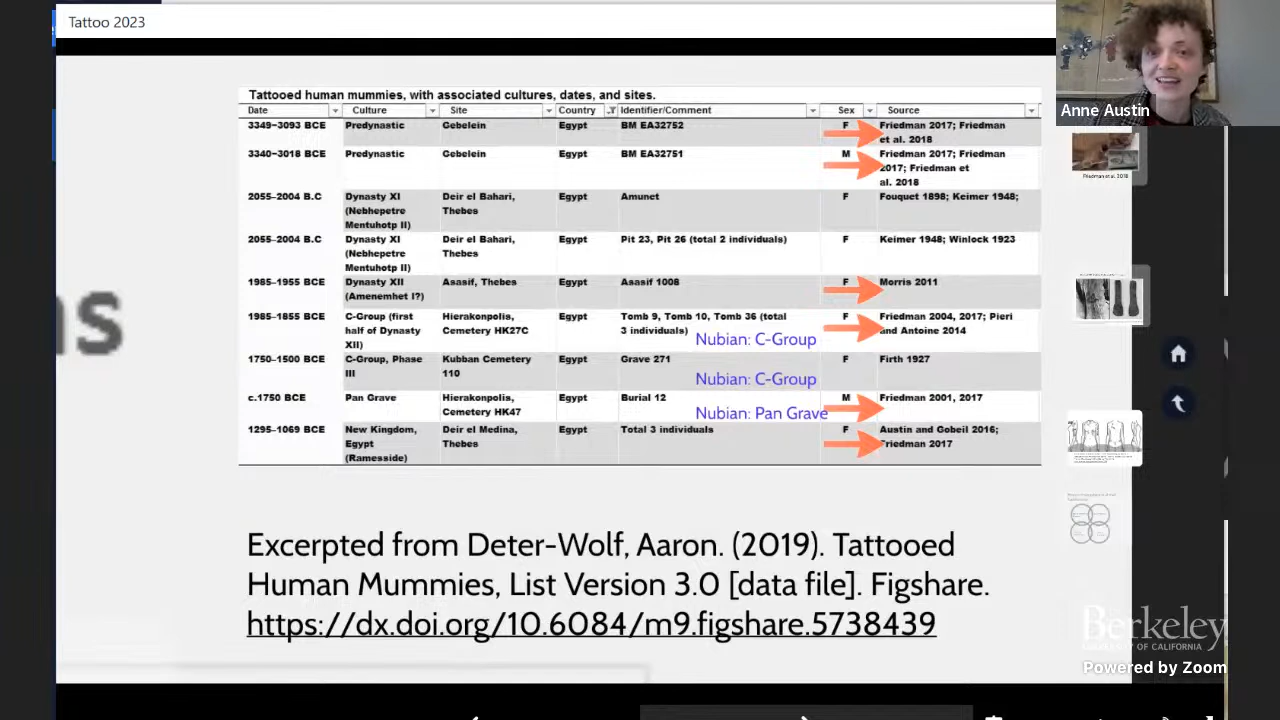 Tattoo 2023
Anne Austin
Tattooed human mummies, with associated cultures, dates, and sites.
Date Culture Site Country Identifier/Comment Sex Source
3349–3093 BCE Predynastic Gebelein Egypt BM EA32752 F Friedman 2017; Friedman
et al. 2018
3340–3018 BCE Predynastic Gebelein Egypt BM EA32751 M Friedman 2017; Friedman
2017; Friedman et
al. 2018
2055–2004 B.C Dynasty XI Deir el Bahari, Egypt Amunet F Fouquet 1898; Keimer 1948;
(Nebhepetre Thebes
Mentuhotp II)
2055–2004 B.C Dynasty XI Deir el Bahari, Egypt Pit 23, Pit 26 (total 2 individuals) F Keimer 1948; Winlock 1923
(Nebhepetre Thebes
Mentuhotp II)
1985–1955 BCE Dynasty XII Asasif, Thebes Egypt Asasif 1008 F Morris 2011
(Amenemhet I?)
1985–1855 BCE C-Group (first Hierakonpolis, Egypt Tomb 9, Tomb 10, Tomb 36 (total F Friedman 2004, 2017; Pieri
half of Dynasty Cemetery HK27C 3 individuals) and Antoine 2014
XII)
Nubian: C-Group
1750–1500 BCE C-Group, Phase Kubban Cemetery Egypt Grave 271 F Firth 1927
III 110
Nubian: C-Group
c.1750 BCE Pan Grave Hierakonpolis, Egypt Burial 12 M Friedman 2001, 2017
Cemetery HK47
Nubian: Pan Grave
1295–1069 BCE New Kingdom, Deir el Medina, Egypt Total 3 individuals F Austin and Gobeil 2016;
Egypt Thebes Friedman 2017
(Ramesside)
Excerpted from Deter-Wolf, Aaron. (2019). Tattooed
Human Mummies, List Version 3.0 [data file]. Figshare.
https://dx.doi.org/10.6084/m9.figshare.5738439
Friedman et al. 2018
Berkeley
UNIVERSITY OF CALIFORNIA
Powered by Zoom